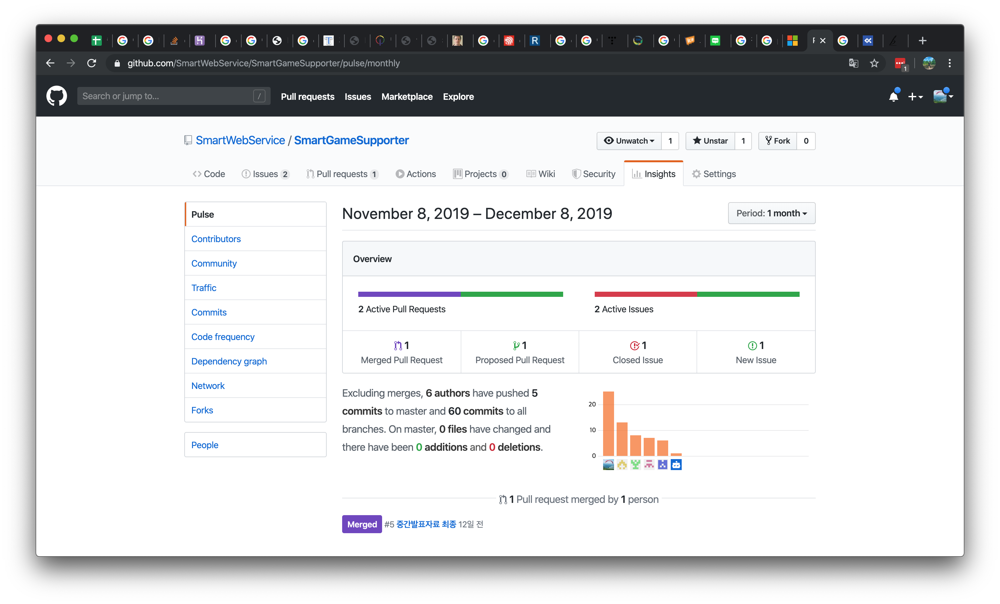 github.com/SmartWebService/SmartGameSupporter/pulse/monthly
1
Search or jump to...
/
Pull requests
Issues
Marketplace
Explore
SmartWebService / SmartGameSupporter
Unwatch 1
Unstar 1
Fork 0
Code
Issues 2
Pull requests 1
Actions
Projects 0
Wiki
Security
Insights
Settings
Pulse
Contributors
Community
Traffic
Commits
Code frequency
Dependency graph
Network
Forks
People
November 8, 2019 – December 8, 2019
Period: 1 month
Overview
2 Active Pull Requests
2 Active Issues
1
Merged Pull Request
1
Proposed Pull Request
1
Closed Issue
1
New Issue
Excluding merges, 6 authors have pushed 5
commits to master and 60 commits to all
branches. On master, 0 files have changed and
there have been 0 additions and 0 deletions.
20
10
0
1 Pull request merged by 1 person
Merged #5 중간발표자료 최종 12일 전